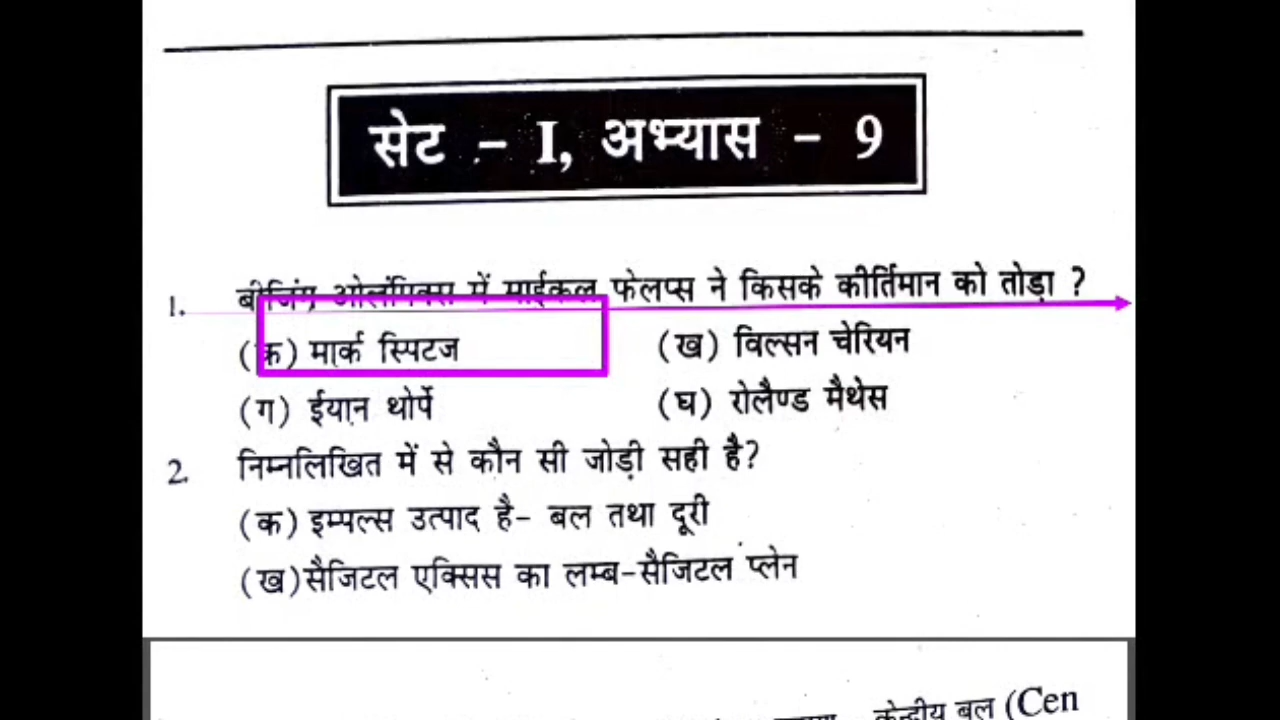 सेट - I, अभ्यास - 9
1. बीजिंग ओलंपिक्स में माईकल फेलप्स ने किसके कीर्तिमान को तोड़ा ?
(क) मार्क स्पिटज (ख) विल्सन चेरियन
(ग) ईयान थोर्पे (घ) रोलैण्ड मैथेस
2. निम्नलिखित में से कौन सी जोड़ी सही है?
(क) इम्पल्स उत्पाद है- बल तथा दूरी
(ख)सैजिटल एक्सिस का लम्ब-सैजिटल प्लेन
केन्द्रीय बल (Cen